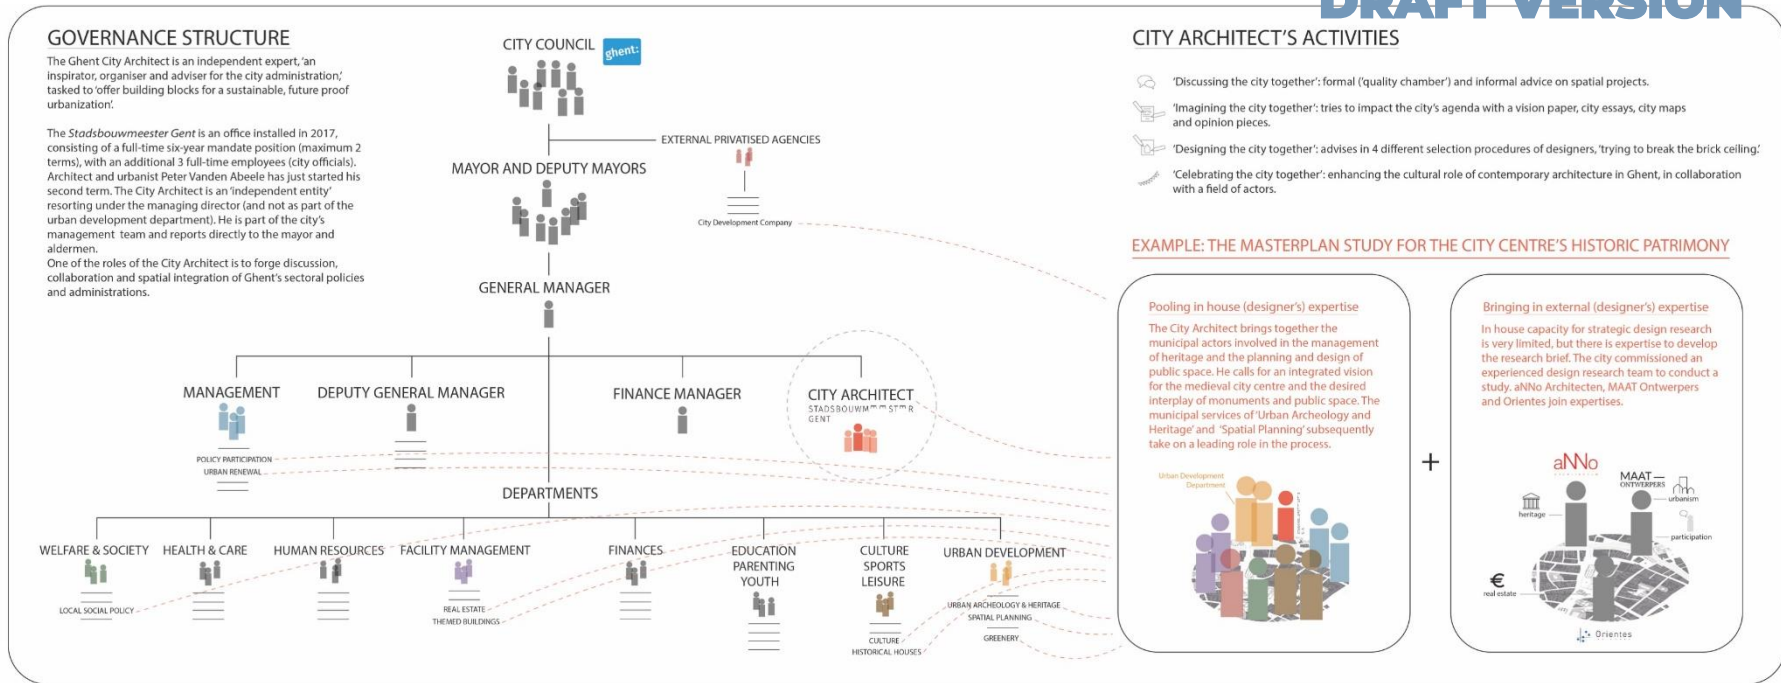 DRAFT VERSION
GOVERNANCE STRUCTURE
The Ghent City Architect is an independent expert, 'an
inspirator, organiser and adviser for the city administration,'
tasked to 'offer building blocks for a sustainable, future proof
urbanization'.
The Stadsbouwmeester Gent is an office installed in 2017,
consisting of a full-time six-year mandate position (maximum 2
terms), with an additional 3 full-time employees (city officials).
Architect and urbanist Peter Vanden Abeele has just started his
second term. The City Architect is an 'independent entity'
resorting under the managing director (and not as part of the
urban development department). He is part of the city's
management team and reports directly to the mayor and
aldermen.
One of the roles of the City Architect is to forge discussion,
collaboration and spatial integration of Ghent's sectoral policies
and administrations.
CITY COUNCIL
ghent:
EXTERNAL PRIVATISED AGENCIES
City Development Company
MAYOR AND DEPUTY MAYORS
GENERAL MANAGER
MANAGEMENT
POLICY PARTICIPATION
URBAN RENEWAL
DEPUTY GENERAL MANAGER
FINANCE MANAGER
CITY ARCHITECT
GENT
DEPARTMENTS
WELFARE & SOCIETY
LOCAL SOCIAL POLICY
HEALTH & CARE
HUMAN RESOURCES
FACILITY MANAGEMENT
REAL ESTATE
THEMED BUILDINGS
FINANCES
EDUCATION
PARENTING
YOUTH
CULTURE
SPORTS
LEISURE
CULTURE
HISTORICAL HOUSES
URBAN DEVELOPMENT
URBAN ARCHEOLOGY & HERITAGE
SPATIAL PLANNING
GREENERY
CITY ARCHITECT'S ACTIVITIES
'Discussing the city together': formal ('quality chamber') and informal advice on spatial projects.
'Imagining the city together': tries to impact the city's agenda with a vision paper, city essays, city maps
and opinion pieces.
'Designing the city together': advises in 4 different selection procedures of designers, 'trying to break the brick ceiling.'
'Celebrating the city together': enhancing the cultural role of contemporary architecture in Ghent, in collaboration
with a field of actors.
EXAMPLE: THE MASTERPLAN STUDY FOR THE CITY CENTRE'S HISTORIC PATRIMONY
Pooling in house (designer's) expertise
The City Architect brings together the
municipal actors involved in the management
of heritage and the planning and design of
public space. He calls for an integrated vision
for the medieval city centre and the desired
interplay of monuments and public space. The
municipal services of 'Urban Archeology and
Heritage' and 'Spatial Planning' subsequently
take on a leading role in the process.
Urban Development
Department
+
Bringing in external (designer's) expertise
In house capacity for strategic design research
is very limited, but there is expertise to develop
the research brief. The city commissioned an
experienced design research team to conduct a
study. aNNo Architecten, MAAT Ontwerpers
and Orientes join expertises.
aNNo
MAAT—
ONTWERPERS
urbanism
heritage
participation
€
real estate
Orientes